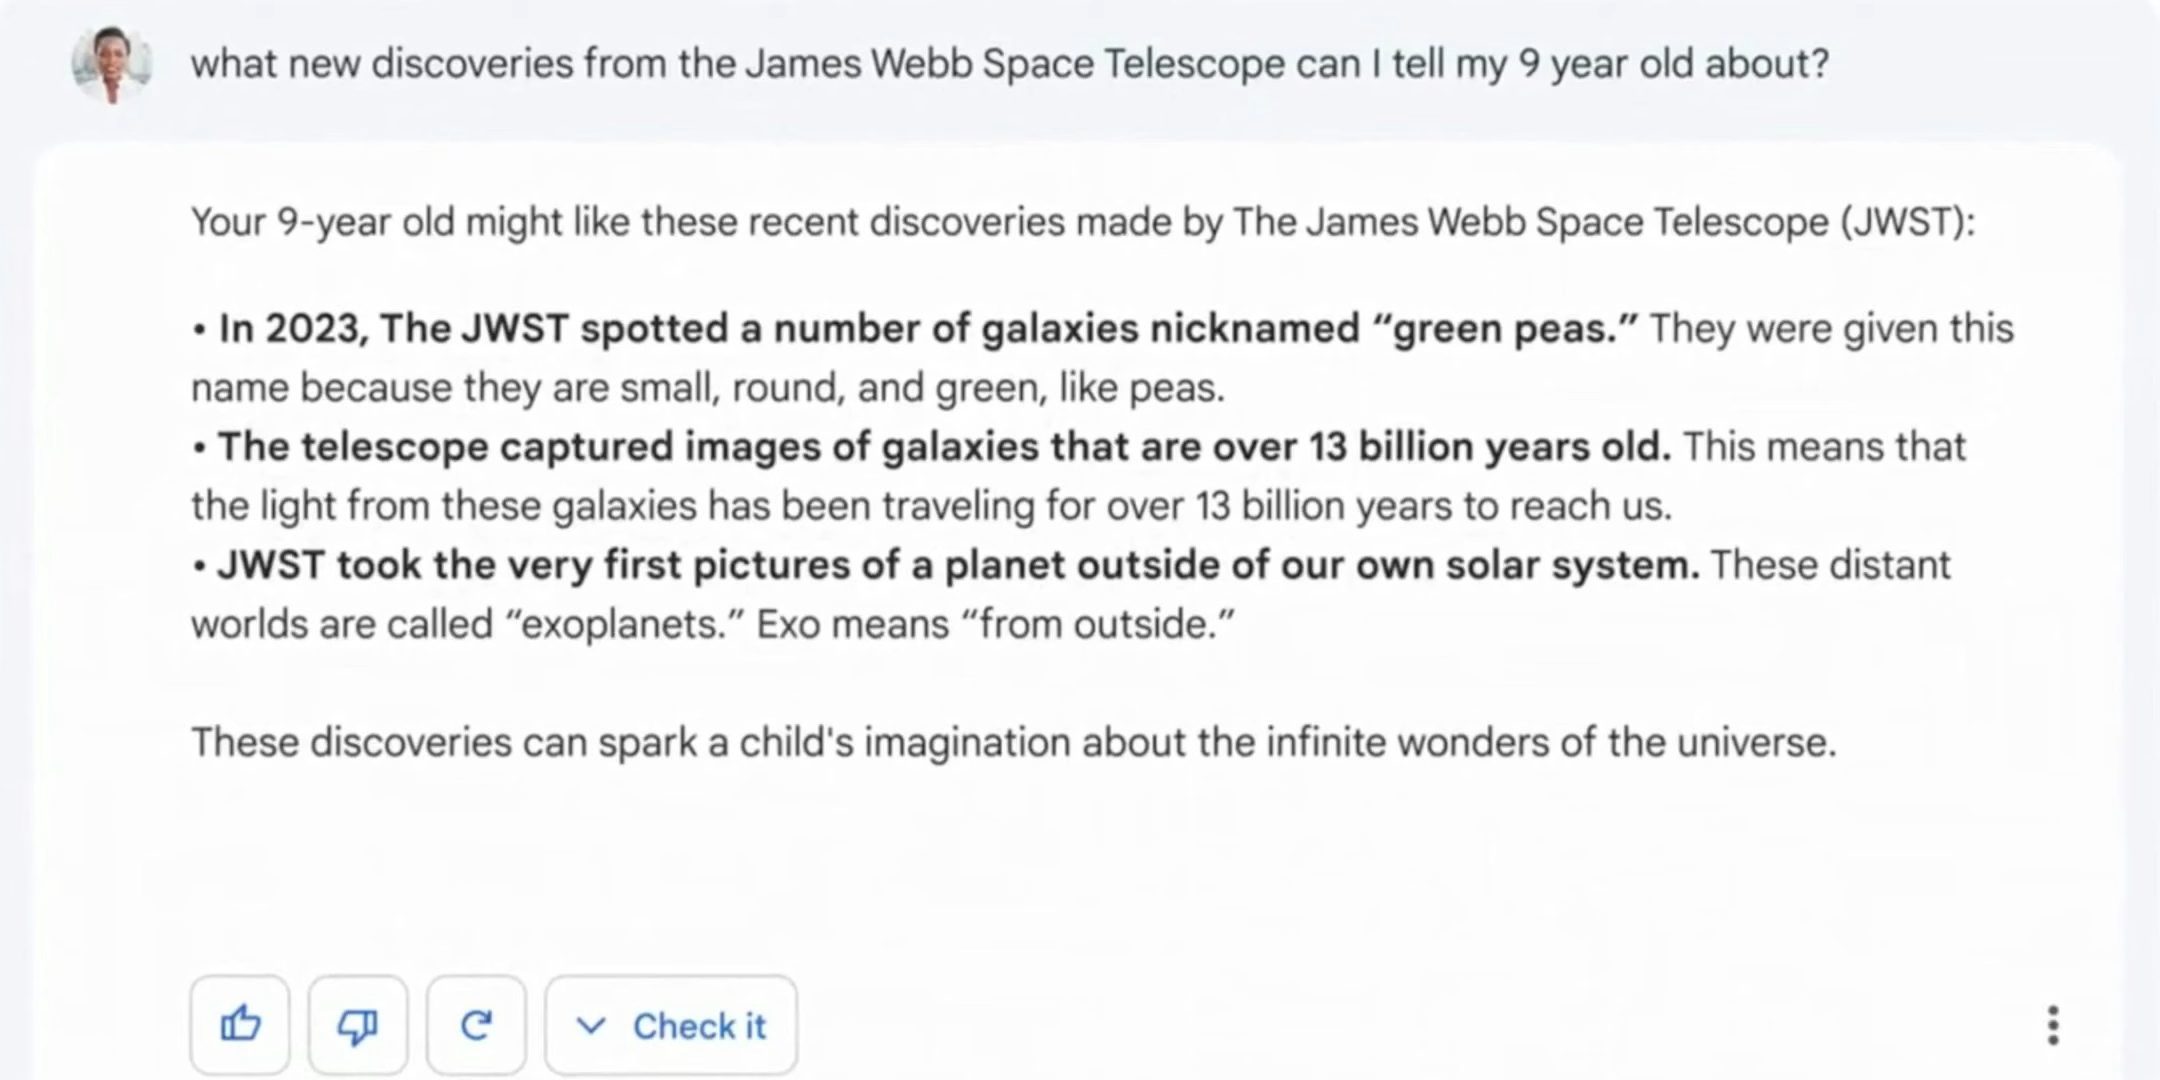 what new discoveries from the James Webb Space Telescope can I tell my 9 year old about?
Your 9-year old might like these recent discoveries made by The James Webb Space Telescope (JWST):
• In 2023, The JWST spotted a number of galaxies nicknamed “green peas.” They were given this
name because they are small, round, and green, like peas.
• The telescope captured images of galaxies that are over 13 billion years old. This means that
the light from these galaxies has been traveling for over 13 billion years to reach us.
• JWST took the very first pictures of a planet outside of our own solar system. These distant
worlds are called “exoplanets.” Exo means “from outside.”
These discoveries can spark a child's imagination about the infinite wonders of the universe.
Check it